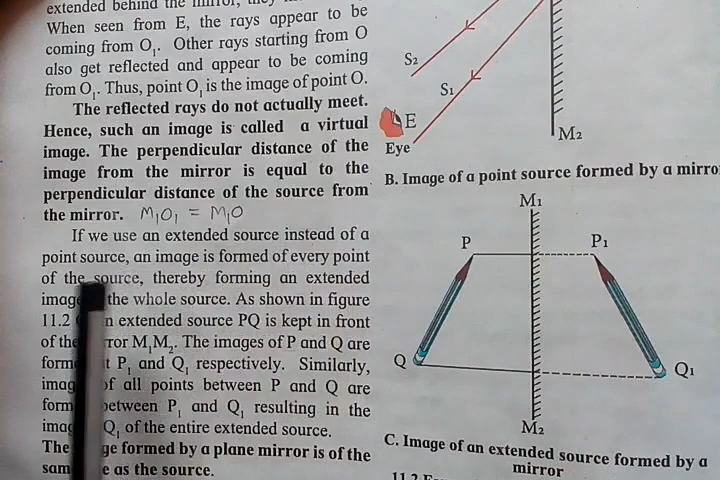 extended behind the mirror, they
When seen from E, the rays appear to be
coming from O1. Other rays starting from O
also get reflected and appear to be coming
from O1. Thus, point O1 is the image of point O.
The reflected rays do not actually meet.
Hence, such an image is called a virtual
image. The perpendicular distance of the
image from the mirror is equal to the
perpendicular distance of the source from
the mirror. M1O1 = M1O
If we use an extended source instead of a
point source, an image is formed of every point
of the source, thereby forming an extended
image the whole source. As shown in figure
11.2 n extended source PQ is kept in front
of the ror M1M2. The images of P and Q are
form t P1 and Q1 respectively. Similarly,
imag of all points between P and Q are
form between P1 and Q1 resulting in the
imag Q1 of the entire extended source.
The ge formed by a plane mirror is of the
sam e as the source.
S2
S1
E
Eye
M2
B. Image of a point source formed by a mirro
M1
P
P1
Q
Q1
M2
C. Image of an extended source formed by a
mirror